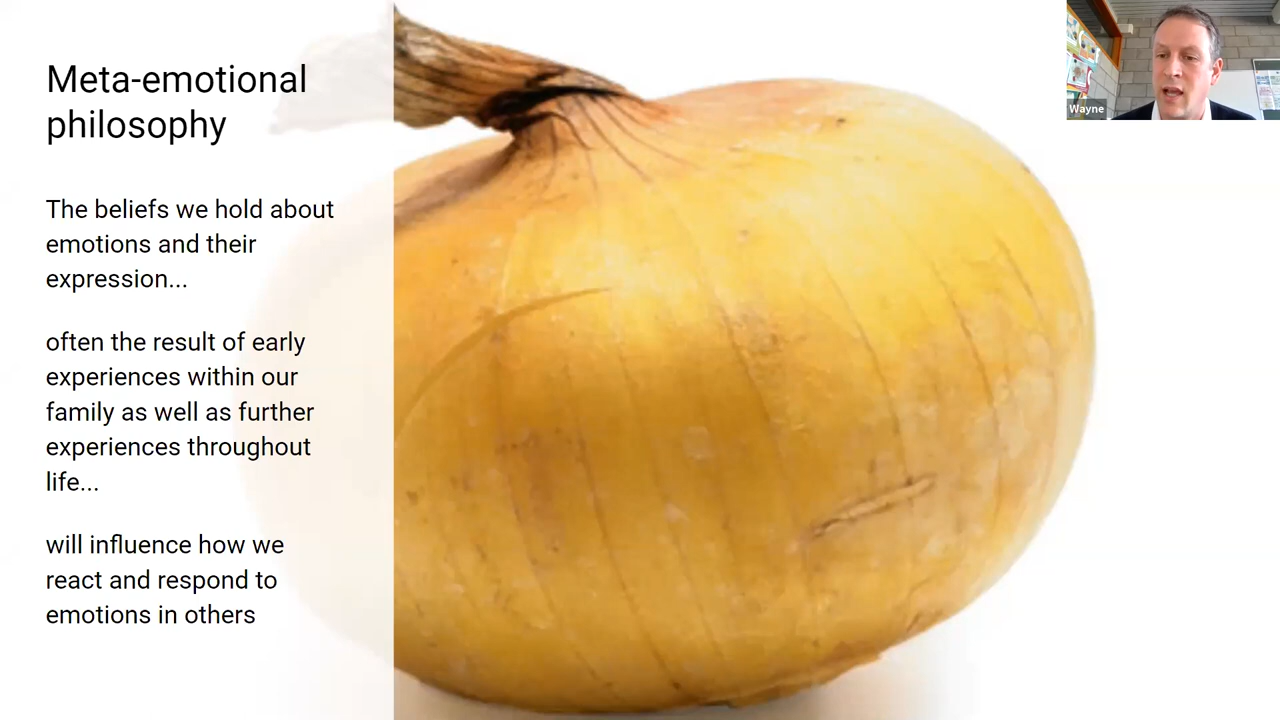 Meta-emotional
philosophy
The beliefs we hold about
emotions and their
expression...
often the result of early
experiences within our
family as well as further
experiences throughout
life...
will influence how we
react and respond to
emotions in others
Wayne